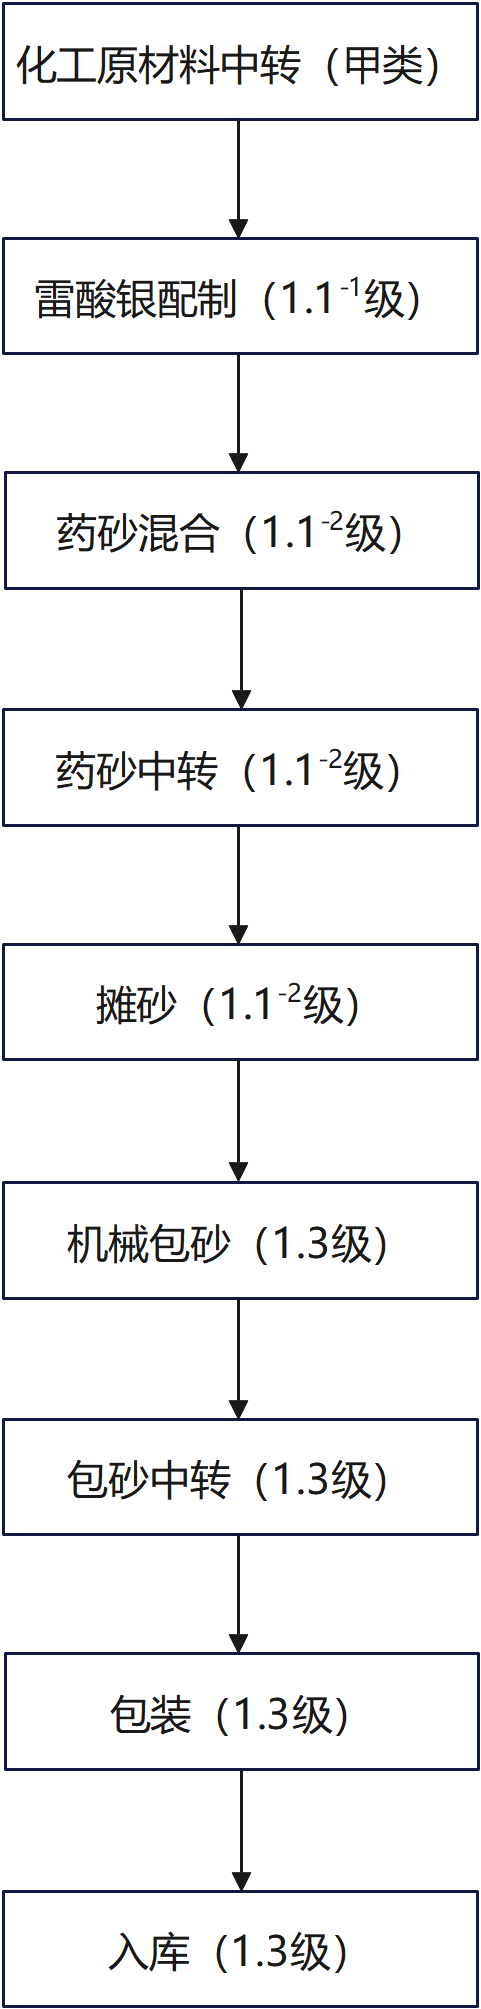 化工原材料中转（甲类）
雷酸银配制（1.1⁻¹级）
药砂混合（1.1⁻²级）
药砂中转（1.1⁻²级）
摊砂（1.1⁻²级）
机械包砂（1.3级）
包砂中转（1.3级）
包装（1.3级）
入库（1.3级）